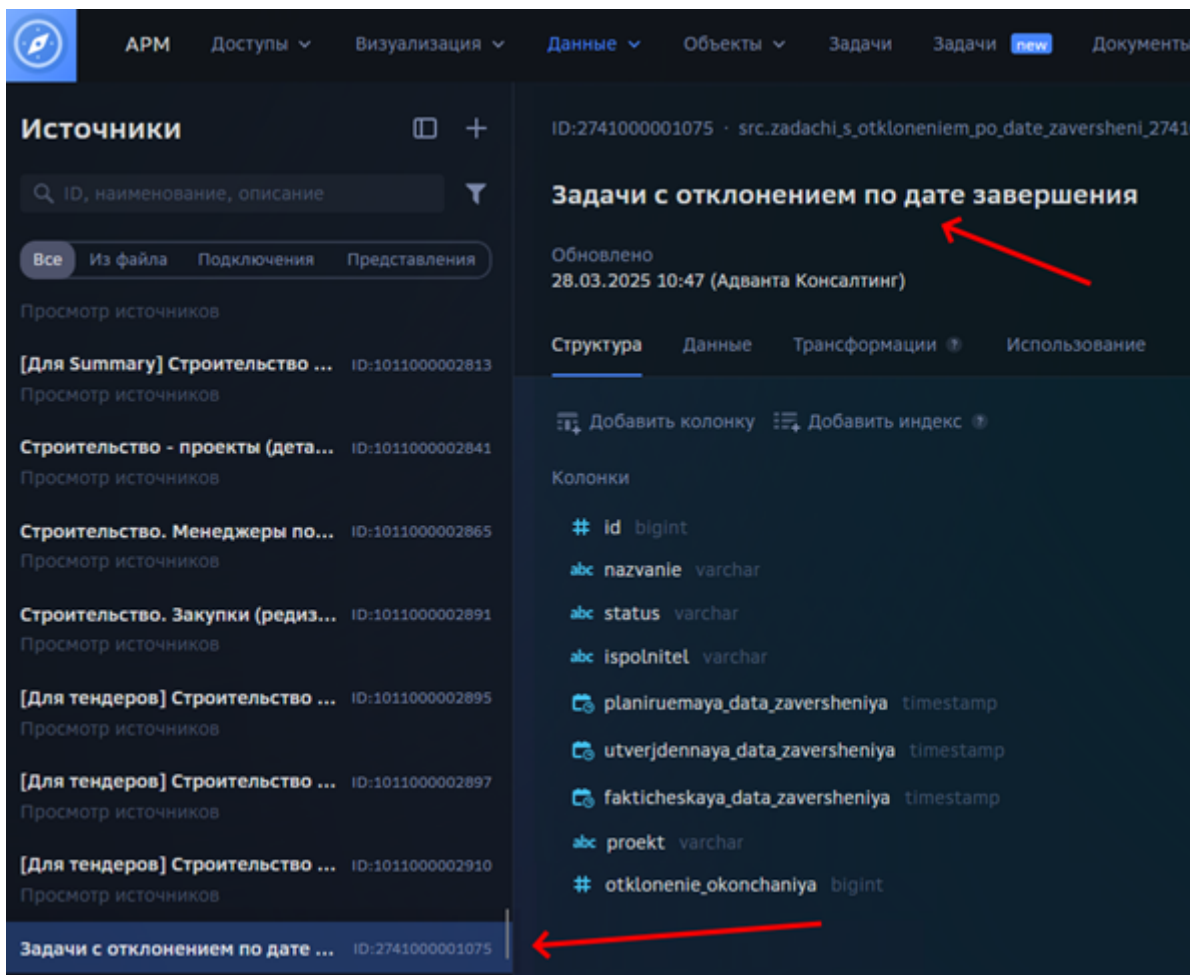 АРМ Доступы Визуализация Данные Объекты Задачи Задачи new Документы
Источники
ID, наименование, описание
Все Из файла Подключения Представления
Просмотр источников
[Для Summary] Строительство ... ID:1011000002813
Просмотр источников
Строительство - проекты (дета... ID:1011000002841
Просмотр источников
Строительство. Менеджеры по... ID:1011000002865
Просмотр источников
Строительство. Закупки (редиз... ID:1011000002891
Просмотр источников
[Для тендеров] Строительство ... ID:1011000002895
Просмотр источников
[Для тендеров] Строительство ... ID:1011000002897
Просмотр источников
[Для тендеров] Строительство ... ID:1011000002910
Просмотр источников
Задачи с отклонением по дате ... ID:2741000001075
ID:2741000001075 · src.zadachi_s_otkloneniem_po_date_zaversheni_2741
Задачи с отклонением по дате завершения
Обновлено
28.03.2025 10:47 (Адванта Консалтинг)
Структура Данные Трансформации ? Использование
Добавить колонку Добавить индекс ?
Колонки
# id bigint
abc nazvanie varchar
abc status varchar
abc ispolnitel varchar
planiruemaya_data_zaversheniya timestamp
utverjdennaya_data_zaversheniya timestamp
fakticheskaya_data_zaversheniya timestamp
abc proekt varchar
# otklonenie_okonchaniya bigint